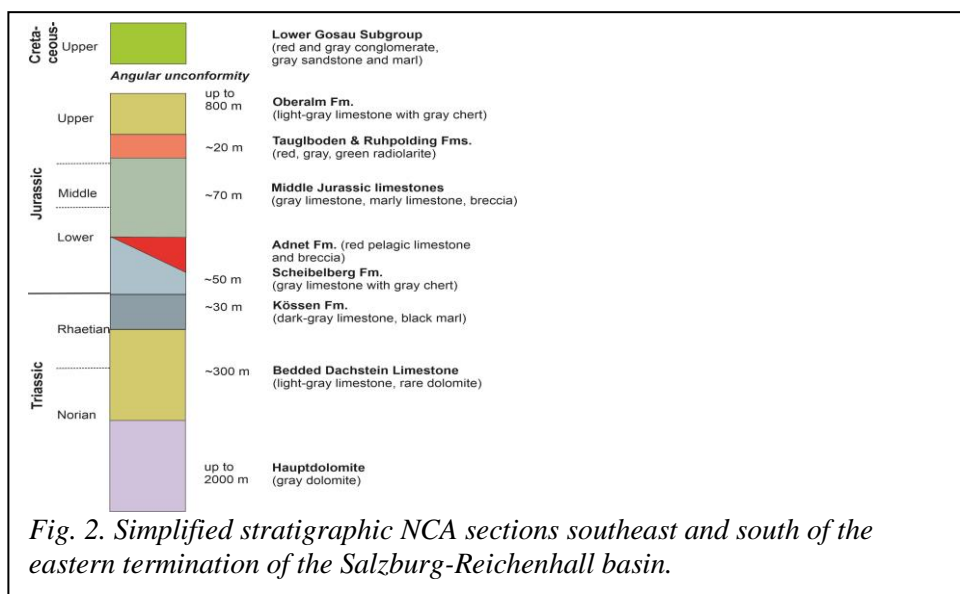 Creta-
ceous-
Upper
Lower Gosau Subgroup
(red and gray conglomerate,
gray sandstone and marl)
Angular unconformity
up to
800 m
Upper
Oberalm Fm.
(light-gray limestone with gray chert)
~20 m
Tauglboden & Ruhpolding Fms.
(red, gray, green radiolarite)
Jurassic
Middle
~70 m
Middle Jurassic limestones
(gray limestone, marly limestone, breccia)
Lower
Adnet Fm. (red pelagic limestone
and breccia)
~50 m
Scheibelberg Fm.
(gray limestone with gray chert)
~30 m
Kössen Fm.
(dark-gray limestone, black marl)
Rhaetian
Triassic
~300 m
Bedded Dachstein Limestone
(light-gray limestone, rare dolomite)
Norian
up to
2000 m
Hauptdolomite
(gray dolomite)
Fig. 2. Simplified stratigraphic NCA sections southeast and south of the
eastern termination of the Salzburg-Reichenhall basin.